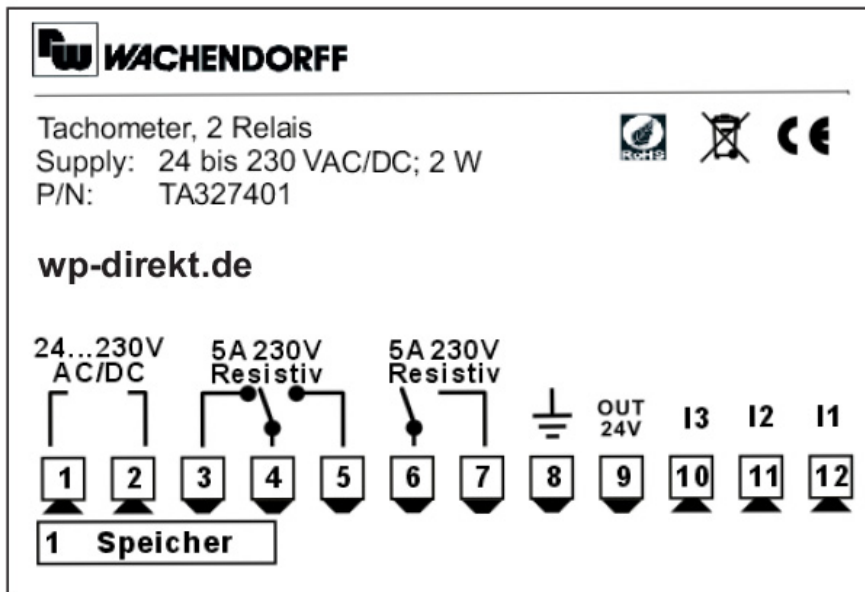 WACHENDORFF
Tachometer, 2 Relais
Supply: 24 bis 230 VAC/DC; 2 W
P/N: TA327401
RoHS
wp-direkt.de
24...230V AC/DC
5A 230V Resistiv
5A 230V Resistiv
OUT 24V
I3 I2 I1
1 2 3 4 5 6 7 8 9 10 11 12
1 Speicher